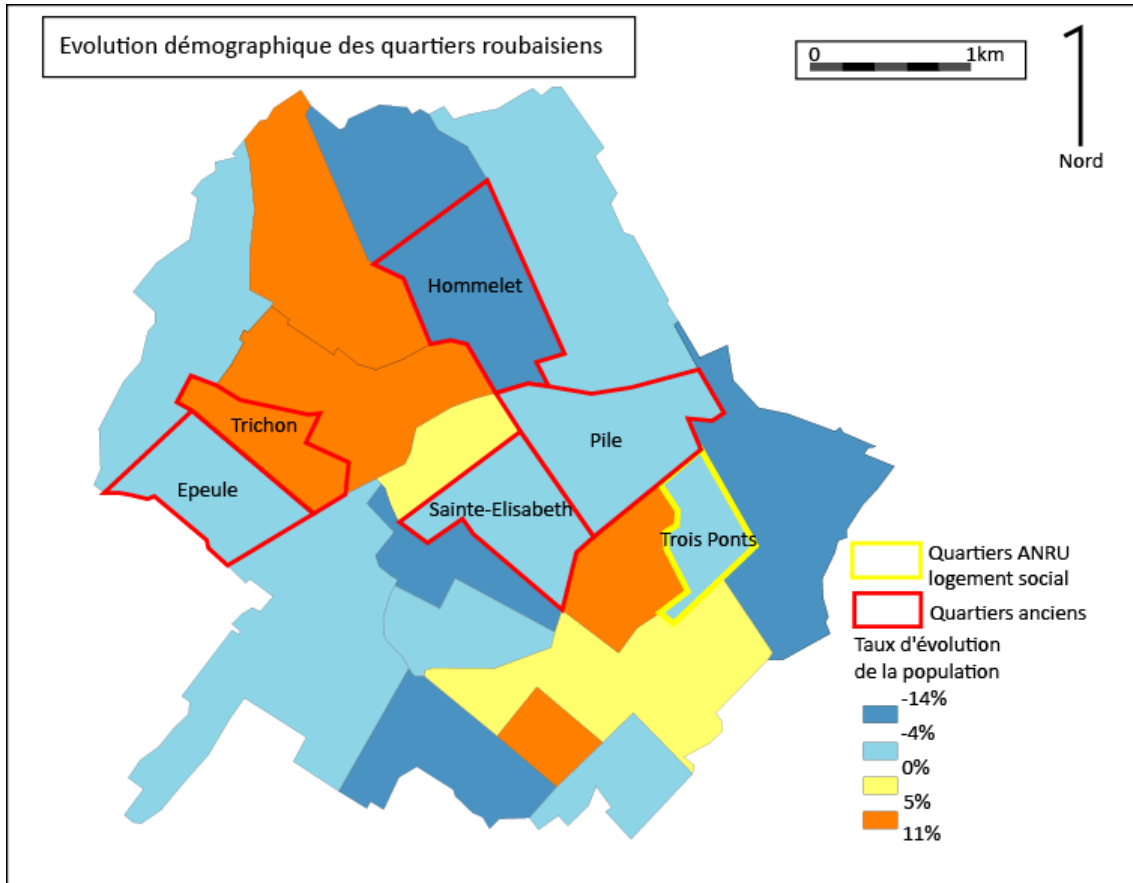 Evolution démographique des quartiers roubaisiens
0 1km
Nord
Hommelet
Trichon
Pile
Epeule
Sainte-Elisabeth
Trois Ponts
Quartiers ANRU
logement social
Quartiers anciens
Taux d'évolution
de la population
-14%
-4%
0%
5%
11%